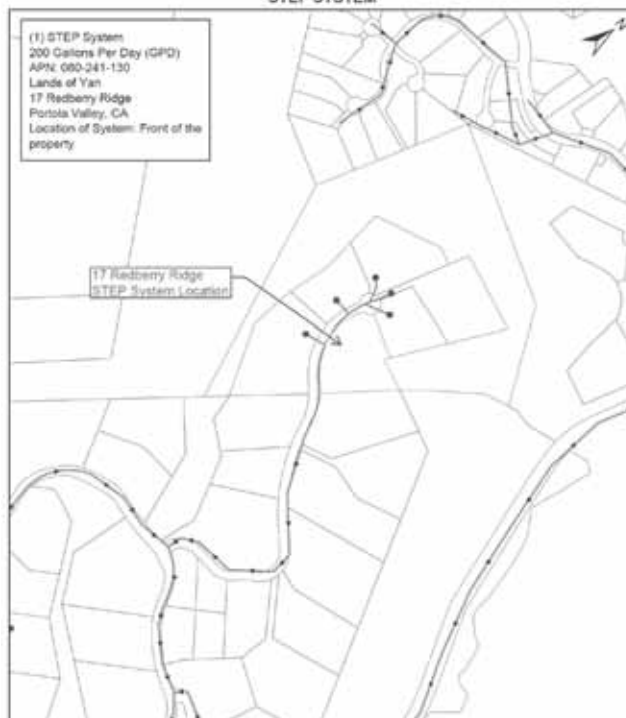 STEP SYSTEM
(1) STEP System
200 Gallons Per Day (GPD)
APN: 080-241-130
Lands of Yan
17 Redberry Ridge
Portola Valley, CA
Location of System: Front of the
property
17 Redberry Ridge
STEP System Location